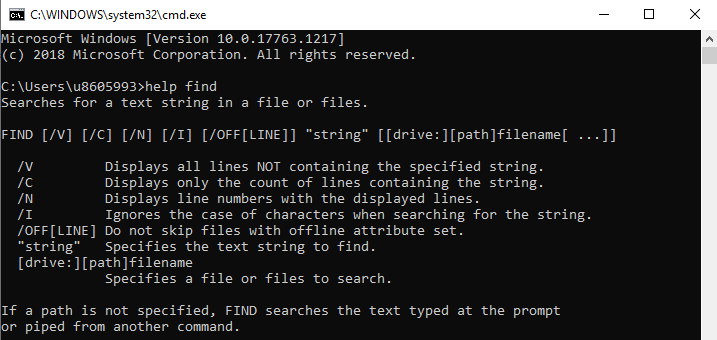 C:\WINDOWS\system32\cmd.exe
Microsoft Windows [Version 10.0.17763.1217]
(c) 2018 Microsoft Corporation. All rights reserved.
C:\Users\u8605993>help find
Searches for a text string in a file or files.
FIND [/V] [/C] [/N] [/I] [/OFF[LINE]] "string" [[drive:][path]filename[ ...]]
/V Displays all lines NOT containing the specified string.
/C Displays only the count of lines containing the string.
/N Displays line numbers with the displayed lines.
/I Ignores the case of characters when searching for the string.
/OFF[LINE] Do not skip files with offline attribute set.
"string" Specifies the text string to find.
[drive:][path]filename
Specifies a file or files to search.
If a path is not specified, FIND searches the text typed at the prompt
or piped from another command.